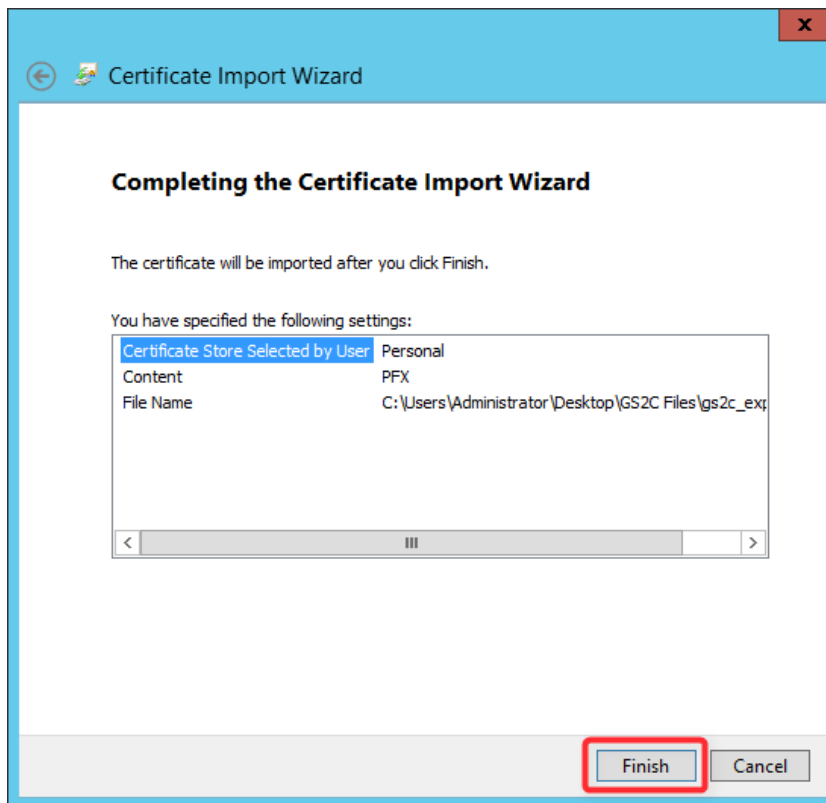 x
Certificate Import Wizard
Completing the Certificate Import Wizard
The certificate will be imported after you click Finish.
You have specified the following settings:
Certificate Store Selected by User Personal
Content PFX
File Name C:\Users\Administrator\Desktop\GS2C Files\gs2c_exp
Finish Cancel